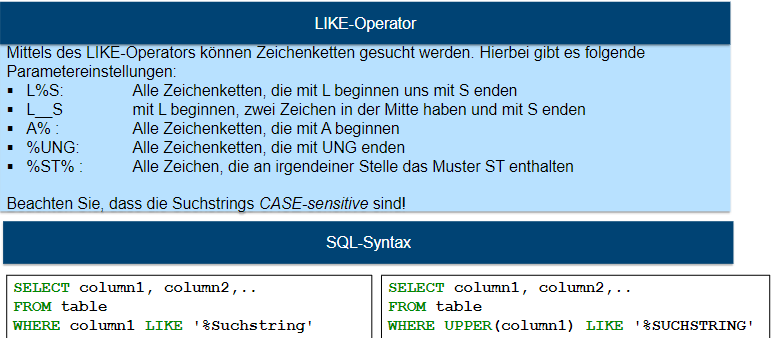 LIKE-Operator
Mittels des LIKE-Operators können Zeichenketten gesucht werden. Hierbei gibt es folgende
Parametereinstellungen:
▪ L%S: Alle Zeichenketten, die mit L beginnen uns mit S enden
▪ L__S mit L beginnen, zwei Zeichen in der Mitte haben und mit S enden
▪ A% : Alle Zeichenketten, die mit A beginnen
▪ %UNG: Alle Zeichenketten, die mit UNG enden
▪ %ST% : Alle Zeichen, die an irgendeiner Stelle das Muster ST enthalten
Beachten Sie, dass die Suchstrings CASE-sensitive sind!
SQL-Syntax
SELECT column1, column2,..
FROM table
WHERE column1 LIKE '%Suchstring'
SELECT column1, column2,..
FROM table
WHERE UPPER(column1) LIKE '%SUCHSTRING'